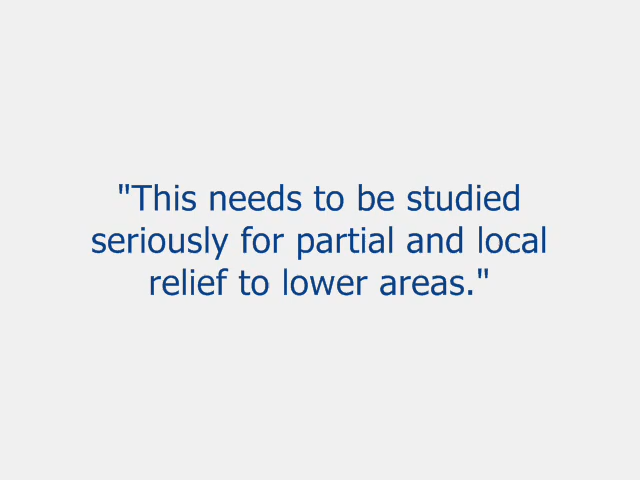 "This needs to be studied
seriously for partial and local
relief to lower areas."